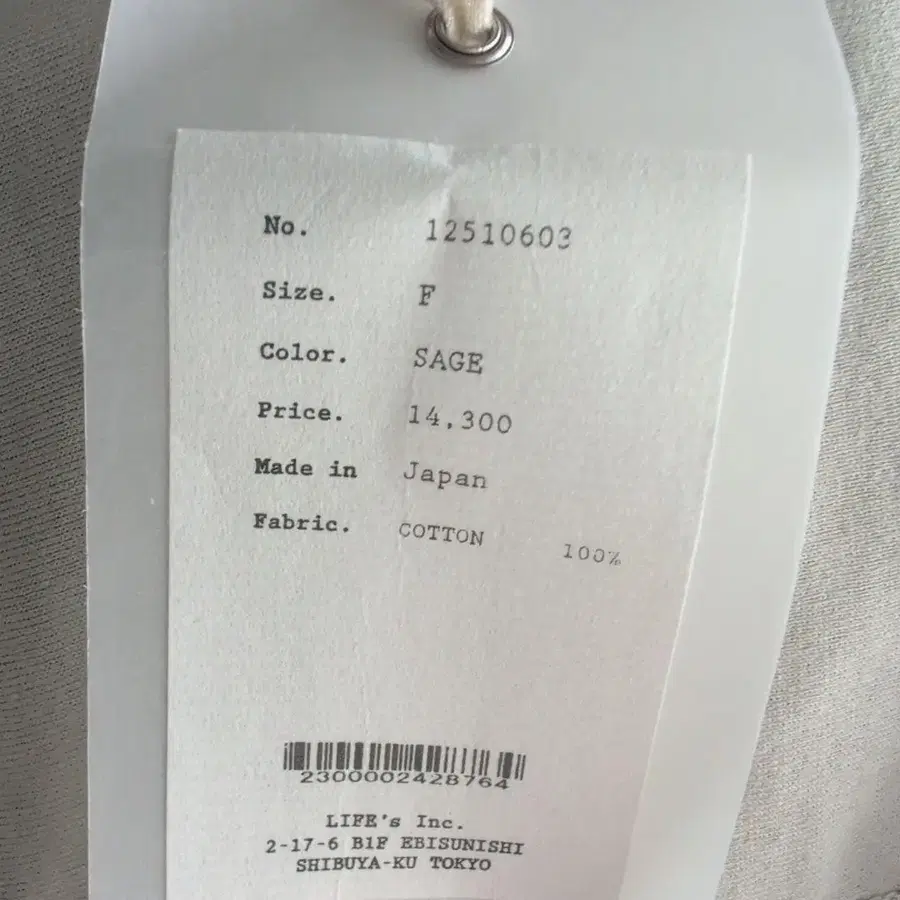 No. 12510603
Size. F
Color. SAGE
Price. 14,300
Made in Japan
Fabric. COTTON 100%
2300002428764
LIFE's Inc.
2-17-6 B1F EBISUNISHI
SHIBUYA-KU TOKYO